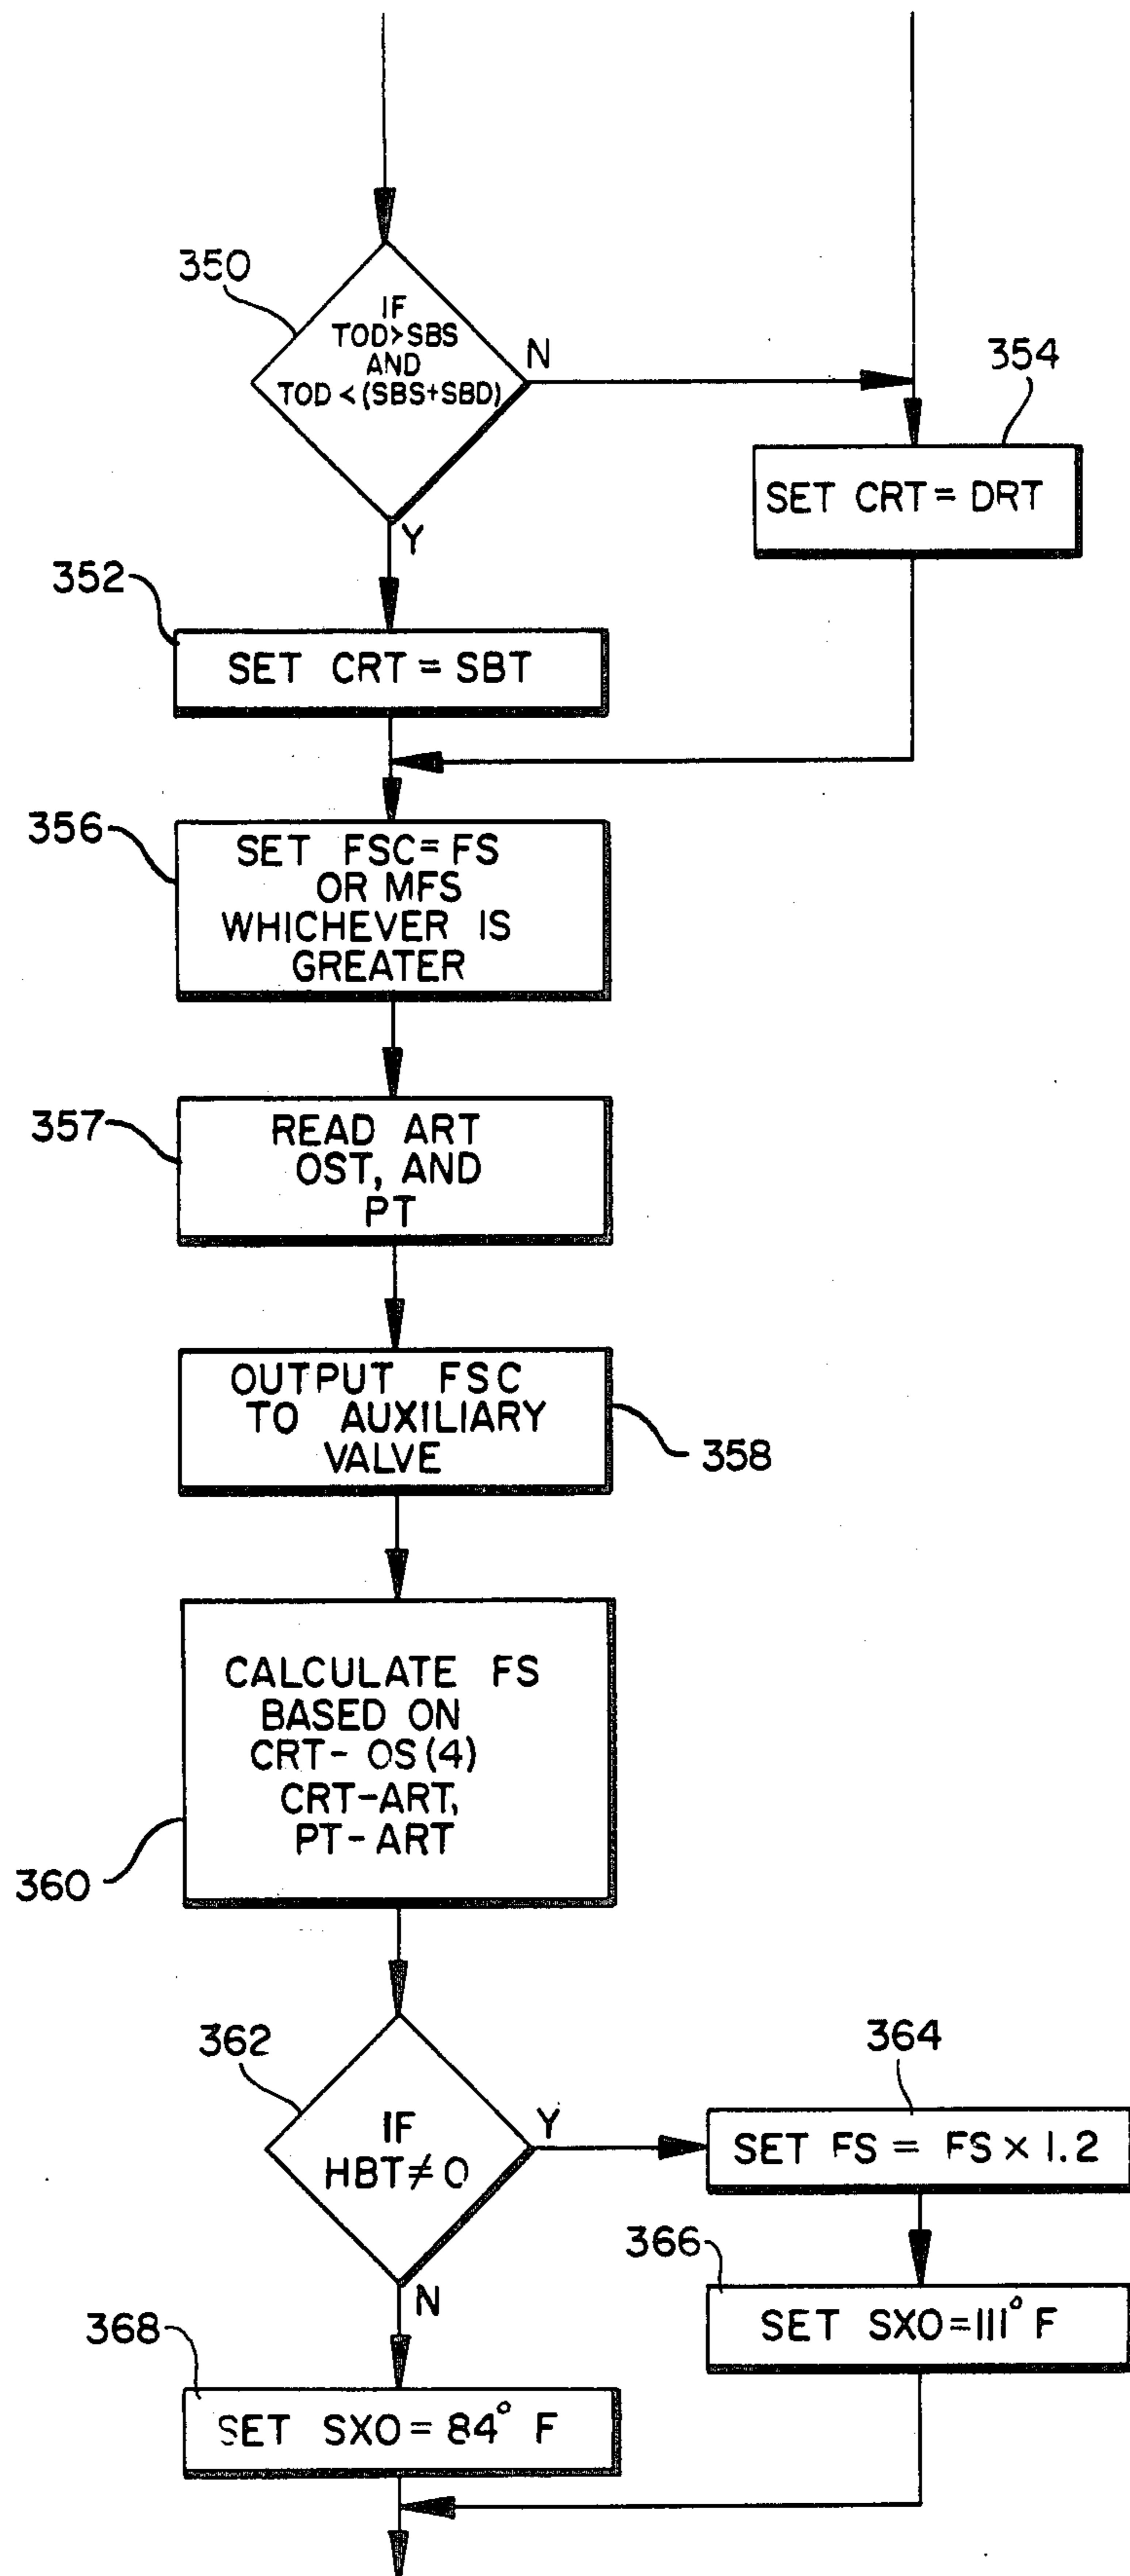 350
IF
TOD>SBS
AND
TOD<(SBS+SBD)
N
Y
354
SET CRT = DRT
352
SET CRT = SBT
356
SET FSC= FS
OR MFS
WHICHEVER IS
GREATER
357
READ ART
OST, AND
PT
OUTPUT FSC
TO AUXILIARY
VALVE
358
CALCULATE FS
BASED ON
CRT- OS(4)
CRT-ART,
PT-ART
360
362
IF
HBT≠0
Y
N
364
SET FS = FS × 1.2
366
SET SXO=111° F
368
SET SXO = 84° F